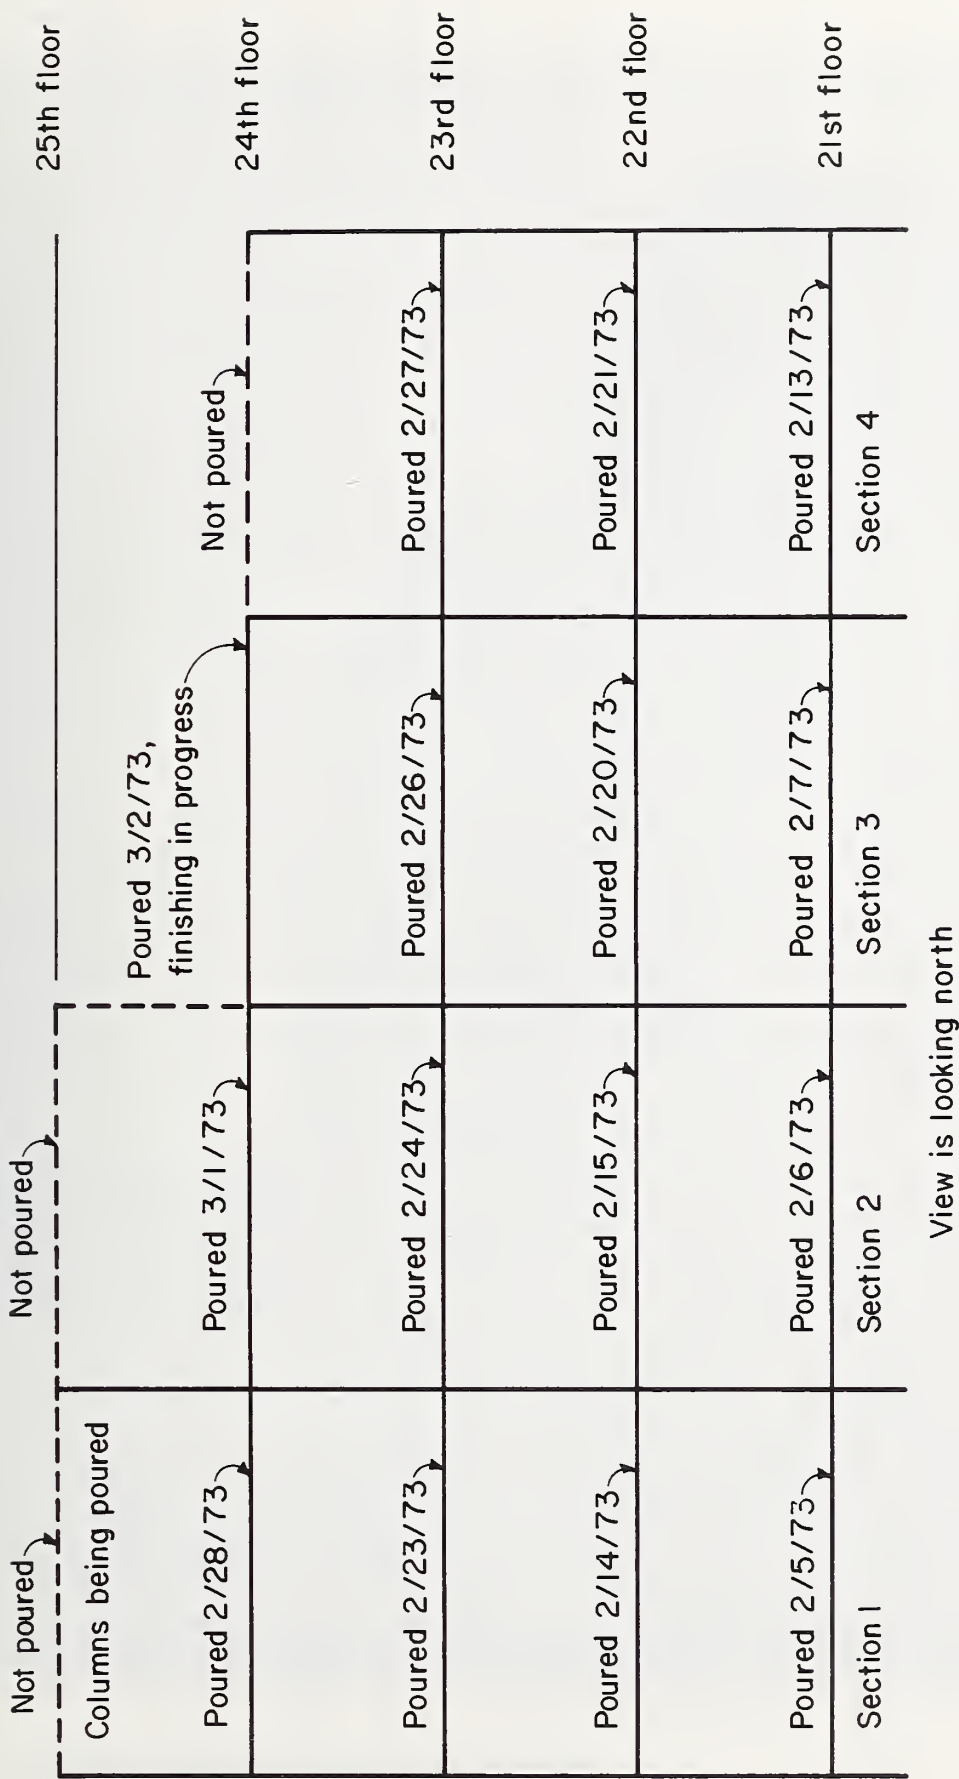 Not poured
Not poured
25th floor
Columns being poured
Poured 3/2/73,
finishing in progress
Poured 2/28/73
Poured 3/1/73
Not poured
24th floor
Poured 2/23/73
Poured 2/24/73
Poured 2/26/73
Poured 2/27/73
23rd floor
Poured 2/14/73
Poured 2/15/73
Poured 2/20/73
Poured 2/21/73
22nd floor
Poured 2/5/73
Poured 2/6/73
Poured 2/7/73
Poured 2/13/73
21st floor
Section 1
Section 2
Section 3
Section 4
View is looking north